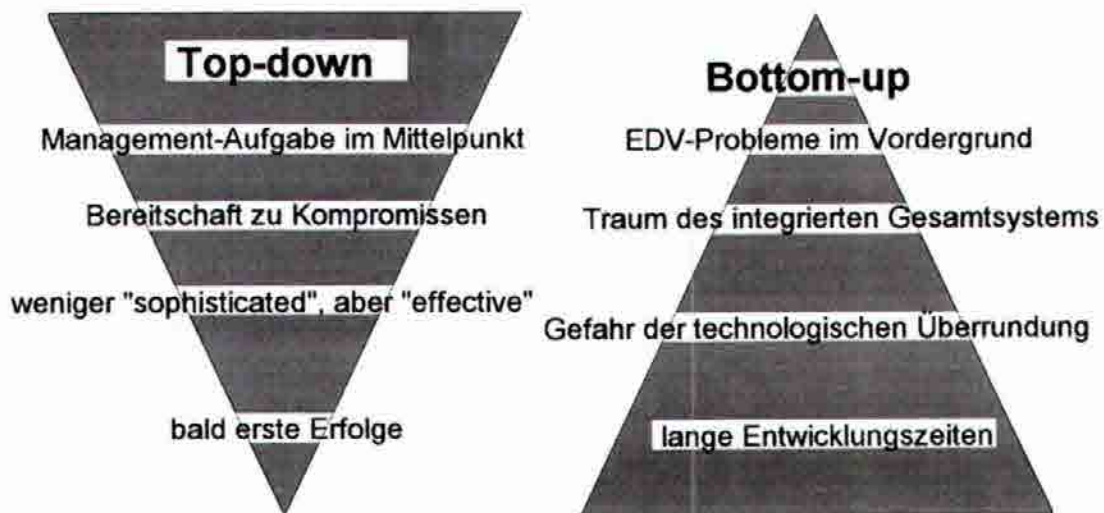 Top-down
Management-Aufgabe im Mittelpunkt
Bereitschaft zu Kompromissen
weniger "sophisticated", aber "effective"
bald erste Erfolge
Bottom-up
EDV-Probleme im Vordergrund
Traum des integrierten Gesamtsystems
Gefahr der technologischen Überrundung
lange Entwicklungszeiten